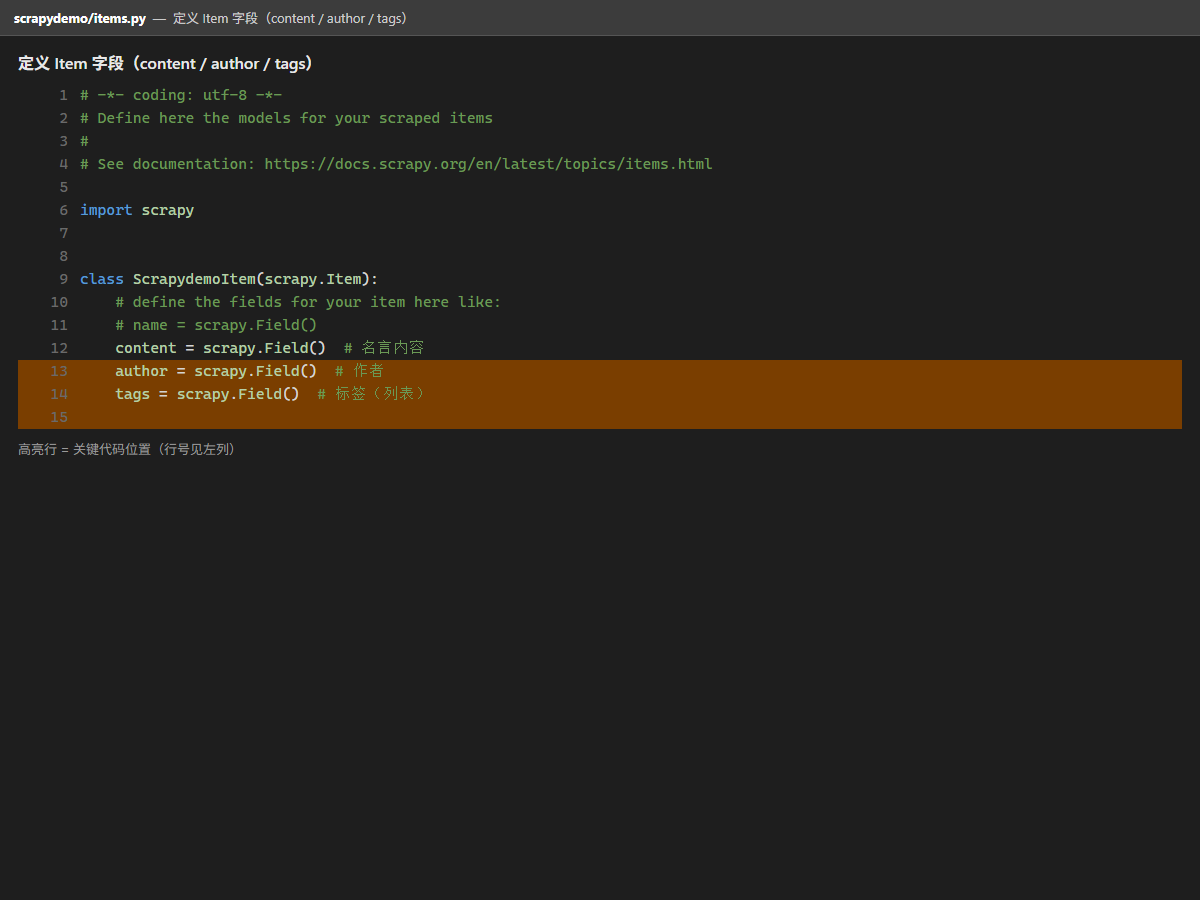 scrapydemo/items.py — 定义 Item 字段（content / author / tags）
定义 Item 字段（content / author / tags）
1 # -*- coding: utf-8 -*-
2 # Define here the models for your scraped items
3 #
4 # See documentation: https://docs.scrapy.org/en/latest/topics/items.html
5
6 import scrapy
7
8
9 class ScrapydemoItem(scrapy.Item):
10     # define the fields for your item here like:
11     # name = scrapy.Field()
12     content = scrapy.Field()  # 名言内容
13     author = scrapy.Field()  # 作者
14     tags = scrapy.Field()  # 标签（列表）
15
高亮行 = 关键代码位置（行号见左列）